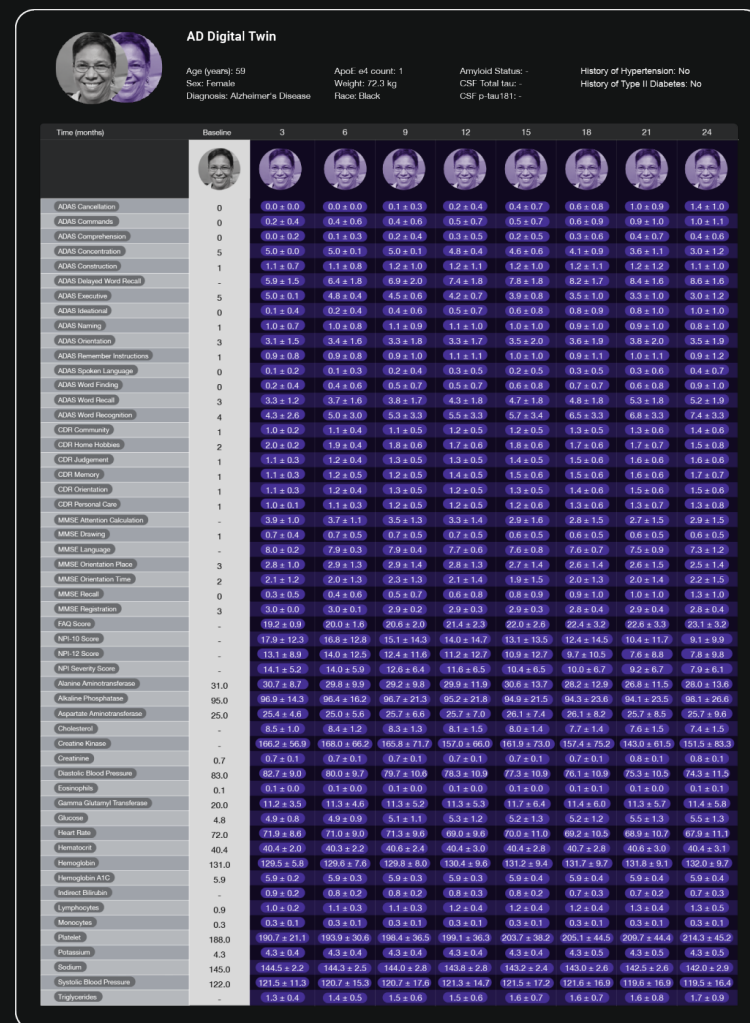 AD Digital Twin
Age (years): 59 ApoE e4 count: 1 Amyloid Status: - History of Hypertension: No
Sex: Female Weight: 72.3 kg CSF Total tau: - History of Type II Diabetes: No
Diagnosis: Alzheimer's Disease Race: Black CSF p-tau181: -
Time (months) Baseline 3 6 9 12 15 18 21 24
ADAS Cancellation 0 0.0 ± 0.0 0.0 ± 0.0 0.1 ± 0.3 0.2 ± 0.4 0.4 ± 0.7 0.6 ± 0.8 1.0 ± 0.9 1.4 ± 1.0
ADAS Commands 0 0.2 ± 0.4 0.4 ± 0.6 0.4 ± 0.6 0.5 ± 0.7 0.5 ± 0.7 0.6 ± 0.9 0.9 ± 1.0 1.0 ± 1.1
ADAS Comprehension 0 0.0 ± 0.2 0.1 ± 0.3 0.2 ± 0.4 0.3 ± 0.5 0.2 ± 0.5 0.3 ± 0.6 0.4 ± 0.7 0.4 ± 0.6
ADAS Concentration 5 5.0 ± 0.0 5.0 ± 0.1 5.0 ± 0.1 4.8 ± 0.4 4.6 ± 0.6 4.1 ± 0.9 3.6 ± 1.1 3.0 ± 1.2
ADAS Construction 1 1.1 ± 0.7 1.1 ± 0.8 1.2 ± 1.0 1.2 ± 1.1 1.2 ± 1.0 1.2 ± 1.1 1.2 ± 1.2 1.1 ± 1.0
ADAS Delayed Word Recall - 5.9 ± 1.5 6.4 ± 1.8 6.9 ± 2.0 7.4 ± 1.8 7.8 ± 1.8 8.2 ± 1.7 8.4 ± 1.6 8.6 ± 1.6
ADAS Executive 5 5.0 ± 0.1 4.8 ± 0.4 4.5 ± 0.6 4.2 ± 0.7 3.9 ± 0.8 3.5 ± 1.0 3.3 ± 1.0 3.0 ± 1.2
ADAS Ideational 0 0.1 ± 0.4 0.2 ± 0.4 0.4 ± 0.6 0.5 ± 0.7 0.6 ± 0.8 0.8 ± 0.9 0.8 ± 1.0 1.0 ± 1.0
ADAS Naming 1 1.0 ± 0.7 1.0 ± 0.8 1.1 ± 0.9 1.1 ± 1.0 1.0 ± 1.0 0.9 ± 1.0 0.9 ± 1.0 0.8 ± 1.0
ADAS Orientation 3 3.1 ± 1.5 3.4 ± 1.6 3.3 ± 1.8 3.3 ± 1.7 3.5 ± 2.0 3.6 ± 1.9 3.8 ± 2.0 3.5 ± 1.9
ADAS Remember Instructions 1 0.9 ± 0.8 0.9 ± 0.8 0.9 ± 1.0 1.1 ± 1.1 1.0 ± 1.0 0.9 ± 1.1 1.0 ± 1.1 0.9 ± 1.2
ADAS Spoken Language 0 0.1 ± 0.2 0.1 ± 0.3 0.2 ± 0.4 0.3 ± 0.5 0.2 ± 0.5 0.3 ± 0.5 0.3 ± 0.6 0.4 ± 0.7
ADAS Word Finding 0 0.2 ± 0.4 0.4 ± 0.6 0.5 ± 0.7 0.5 ± 0.7 0.6 ± 0.8 0.7 ± 0.7 0.6 ± 0.8 0.9 ± 1.0
ADAS Word Recall 3 3.3 ± 1.2 3.7 ± 1.6 3.8 ± 1.7 4.3 ± 1.8 4.7 ± 1.8 4.8 ± 1.8 5.3 ± 1.8 5.2 ± 1.9
ADAS Word Recognition 4 4.3 ± 2.6 5.0 ± 3.0 5.3 ± 3.3 5.5 ± 3.3 5.7 ± 3.4 6.5 ± 3.3 6.8 ± 3.3 7.4 ± 3.3
CDR Community 1 1.0 ± 0.2 1.1 ± 0.4 1.1 ± 0.5 1.2 ± 0.5 1.2 ± 0.5 1.3 ± 0.5 1.3 ± 0.6 1.4 ± 0.6
CDR Home Hobbies 2 2.0 ± 0.2 1.9 ± 0.4 1.8 ± 0.6 1.7 ± 0.6 1.8 ± 0.6 1.7 ± 0.6 1.7 ± 0.7 1.5 ± 0.8
CDR Judgement 1 1.1 ± 0.3 1.2 ± 0.4 1.3 ± 0.5 1.3 ± 0.5 1.4 ± 0.5 1.5 ± 0.6 1.6 ± 0.6 1.6 ± 0.6
CDR Memory 1 1.1 ± 0.3 1.2 ± 0.5 1.2 ± 0.5 1.4 ± 0.5 1.5 ± 0.6 1.5 ± 0.6 1.6 ± 0.6 1.7 ± 0.7
CDR Orientation 1 1.1 ± 0.3 1.2 ± 0.4 1.3 ± 0.5 1.2 ± 0.5 1.3 ± 0.5 1.4 ± 0.6 1.5 ± 0.6 1.5 ± 0.6
CDR Personal Care 1 1.0 ± 0.1 1.1 ± 0.3 1.2 ± 0.5 1.2 ± 0.5 1.2 ± 0.6 1.3 ± 0.6 1.3 ± 0.7 1.3 ± 0.8
MMSE Attention Calculation - 3.9 ± 1.0 3.7 ± 1.1 3.5 ± 1.3 3.3 ± 1.4 2.9 ± 1.6 2.8 ± 1.5 2.7 ± 1.5 2.9 ± 1.5
MMSE Drawing 1 0.7 ± 0.4 0.7 ± 0.5 0.7 ± 0.5 0.7 ± 0.5 0.6 ± 0.5 0.6 ± 0.5 0.6 ± 0.5 0.6 ± 0.5
MMSE Language - 8.0 ± 0.2 7.9 ± 0.3 7.9 ± 0.4 7.7 ± 0.6 7.6 ± 0.8 7.6 ± 0.7 7.5 ± 0.9 7.3 ± 1.2
MMSE Orientation Place 3 2.8 ± 1.0 2.9 ± 1.3 2.9 ± 1.4 2.8 ± 1.3 2.7 ± 1.4 2.6 ± 1.4 2.6 ± 1.5 2.5 ± 1.4
MMSE Orientation Time 2 2.1 ± 1.2 2.0 ± 1.3 2.3 ± 1.3 2.1 ± 1.4 1.9 ± 1.5 2.0 ± 1.3 2.0 ± 1.4 2.2 ± 1.5
MMSE Recall 0 0.3 ± 0.5 0.4 ± 0.6 0.5 ± 0.7 0.6 ± 0.8 0.8 ± 0.9 0.9 ± 1.0 1.0 ± 1.0 1.3 ± 1.0
MMSE Registration 3 3.0 ± 0.0 3.0 ± 0.1 2.9 ± 0.2 2.9 ± 0.3 2.9 ± 0.3 2.8 ± 0.4 2.9 ± 0.4 2.8 ± 0.4
FAQ Score - 19.2 ± 0.9 20.0 ± 1.6 20.6 ± 2.0 21.4 ± 2.3 22.0 ± 2.6 22.4 ± 3.2 22.6 ± 3.3 23.1 ± 3.2
NPI-10 Score - 17.9 ± 12.3 16.8 ± 12.8 15.1 ± 14.3 14.0 ± 14.7 13.1 ± 13.5 12.4 ± 14.5 10.4 ± 11.7 9.1 ± 9.9
NPI-12 Score - 13.1 ± 8.9 14.0 ± 12.5 12.4 ± 11.6 11.2 ± 12.7 10.9 ± 12.7 9.7 ± 10.5 7.6 ± 8.8 7.8 ± 9.8
NPI Severity Score - 14.1 ± 5.2 14.0 ± 5.9 12.6 ± 6.4 11.6 ± 6.5 10.4 ± 6.5 10.0 ± 6.7 9.2 ± 6.7 7.9 ± 6.1
Alanine Aminotransferase 31.0 30.7 ± 8.7 29.8 ± 9.9 29.2 ± 9.8 29.9 ± 11.9 30.6 ± 13.7 28.2 ± 12.9 26.8 ± 11.5 28.0 ± 13.6
Alkaline Phosphatase 95.0 96.9 ± 14.3 96.4 ± 16.2 96.7 ± 21.3 95.2 ± 21.8 94.9 ± 21.5 94.3 ± 23.6 94.1 ± 23.5 98.1 ± 26.6
Aspartate Aminotransferase 25.0 25.4 ± 4.6 25.0 ± 5.6 25.7 ± 6.6 25.7 ± 7.0 26.1 ± 7.4 26.1 ± 8.2 25.7 ± 8.5 25.7 ± 9.6
Cholesterol - 8.5 ± 1.0 8.4 ± 1.2 8.3 ± 1.3 8.1 ± 1.5 8.0 ± 1.4 7.7 ± 1.4 7.6 ± 1.5 7.4 ± 1.5
Creatine Kinase - 166.2 ± 56.9 168.0 ± 66.2 165.8 ± 71.7 157.0 ± 66.0 161.9 ± 73.0 157.4 ± 75.2 143.0 ± 61.5 151.5 ± 83.3
Creatinine 0.7 0.7 ± 0.1 0.7 ± 0.1 0.7 ± 0.1 0.7 ± 0.1 0.7 ± 0.1 0.7 ± 0.1 0.8 ± 0.1 0.8 ± 0.1
Diastolic Blood Pressure 83.0 82.7 ± 9.0 80.0 ± 9.7 79.7 ± 10.6 78.3 ± 10.9 77.3 ± 10.9 76.1 ± 10.9 75.3 ± 10.5 74.3 ± 11.5
Eosinophils 0.1 0.1 ± 0.0 0.1 ± 0.0 0.1 ± 0.0 0.1 ± 0.0 0.1 ± 0.0 0.1 ± 0.0 0.1 ± 0.0 0.1 ± 0.1
Gamma Glutamyl Transferase 20.0 11.2 ± 3.5 11.3 ± 4.6 11.3 ± 5.2 11.3 ± 5.3 11.7 ± 6.4 11.4 ± 6.0 11.3 ± 5.7 11.4 ± 5.8
Glucose 4.8 4.9 ± 0.8 4.9 ± 0.9 5.1 ± 1.1 5.3 ± 1.2 5.2 ± 1.3 5.2 ± 1.2 5.5 ± 1.3 5.5 ± 1.3
Heart Rate 72.0 71.9 ± 8.6 71.0 ± 9.0 71.3 ± 9.6 69.0 ± 9.6 70.0 ± 11.0 69.2 ± 10.5 68.9 ± 10.7 67.9 ± 11.1
Hematocrit 40.4 40.4 ± 2.0 40.3 ± 2.2 40.6 ± 2.4 40.4 ± 3.0 40.4 ± 2.8 40.7 ± 2.8 40.6 ± 3.0 40.4 ± 3.1
Hemoglobin 131.0 129.5 ± 5.8 129.6 ± 7.6 129.8 ± 8.0 130.4 ± 9.6 131.2 ± 9.4 131.7 ± 9.7 131.8 ± 9.1 132.0 ± 9.7
Hemoglobin A1C 5.9 5.9 ± 0.2 5.9 ± 0.3 5.9 ± 0.3 5.9 ± 0.3 5.9 ± 0.4 5.9 ± 0.4 5.9 ± 0.4 5.9 ± 0.4
Indirect Bilirubin - 0.9 ± 0.2 0.8 ± 0.2 0.8 ± 0.2 0.8 ± 0.3 0.8 ± 0.2 0.7 ± 0.3 0.7 ± 0.2 0.7 ± 0.3
Lymphocytes 0.9 1.0 ± 0.2 1.1 ± 0.3 1.1 ± 0.3 1.2 ± 0.4 1.2 ± 0.4 1.2 ± 0.4 1.3 ± 0.4 1.3 ± 0.5
Monocytes 0.3 0.3 ± 0.1 0.3 ± 0.1 0.3 ± 0.1 0.3 ± 0.1 0.3 ± 0.1 0.3 ± 0.1 0.3 ± 0.1 0.3 ± 0.1
Platelet 188.0 190.7 ± 21.1 193.9 ± 30.6 198.4 ± 36.5 199.1 ± 36.3 203.7 ± 38.2 205.1 ± 44.5 209.7 ± 44.4 214.3 ± 45.2
Potassium 4.3 4.3 ± 0.4 4.3 ± 0.4 4.3 ± 0.4 4.3 ± 0.4 4.3 ± 0.4 4.3 ± 0.5 4.3 ± 0.5 4.3 ± 0.5
Sodium 145.0 144.5 ± 2.2 144.3 ± 2.5 144.0 ± 2.8 143.8 ± 2.8 143.2 ± 2.4 143.0 ± 2.6 142.5 ± 2.6 142.0 ± 2.9
Systolic Blood Pressure 122.0 121.5 ± 11.3 120.7 ± 15.3 120.7 ± 17.6 121.3 ± 14.7 121.5 ± 17.2 121.6 ± 16.9 119.6 ± 16.9 119.5 ± 16.4
Triglycerides - 1.3 ± 0.4 1.4 ± 0.5 1.5 ± 0.6 1.5 ± 0.6 1.6 ± 0.7 1.6 ± 0.7 1.6 ± 0.8 1.7 ± 0.9